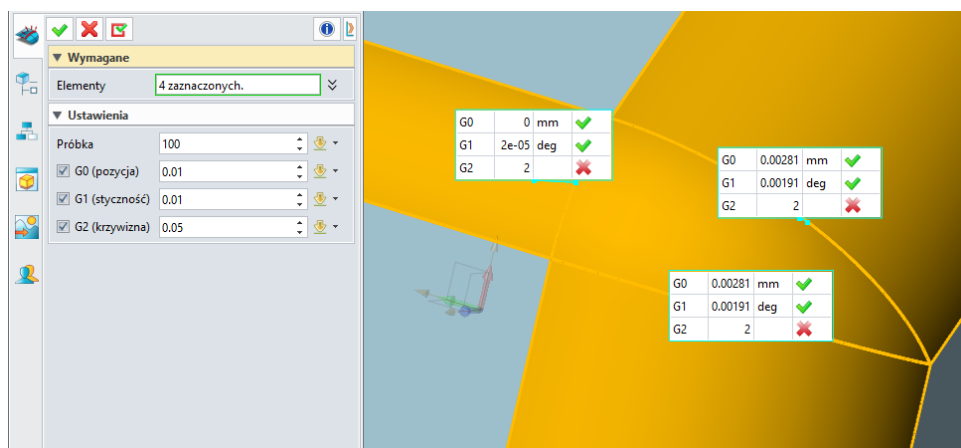 Wymagane
Elementy 4 zaznaczonych.
Ustawienia
Próbka 100
G0 (pozycja) 0.01
G1 (styczność) 0.01
G2 (krzywizna) 0.05
G0 0 mm
G1 2e-05 deg
G2 2
G0 0.00281 mm
G1 0.00191 deg
G2 2
G0 0.00281 mm
G1 0.00191 deg
G2 2